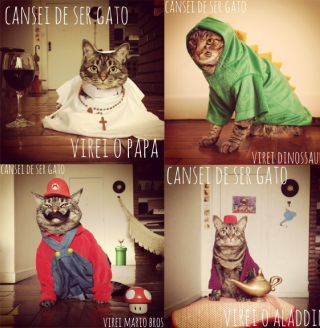 CANSEI DE SER GATO
VIREI O PAPA
CANSEI DE SER GATO
VIREI DINOSSAU
CANSEI DE SER GATO
VIREI MARIO BROS
CANSEI DE SER GATO
VIREI O ALADDI